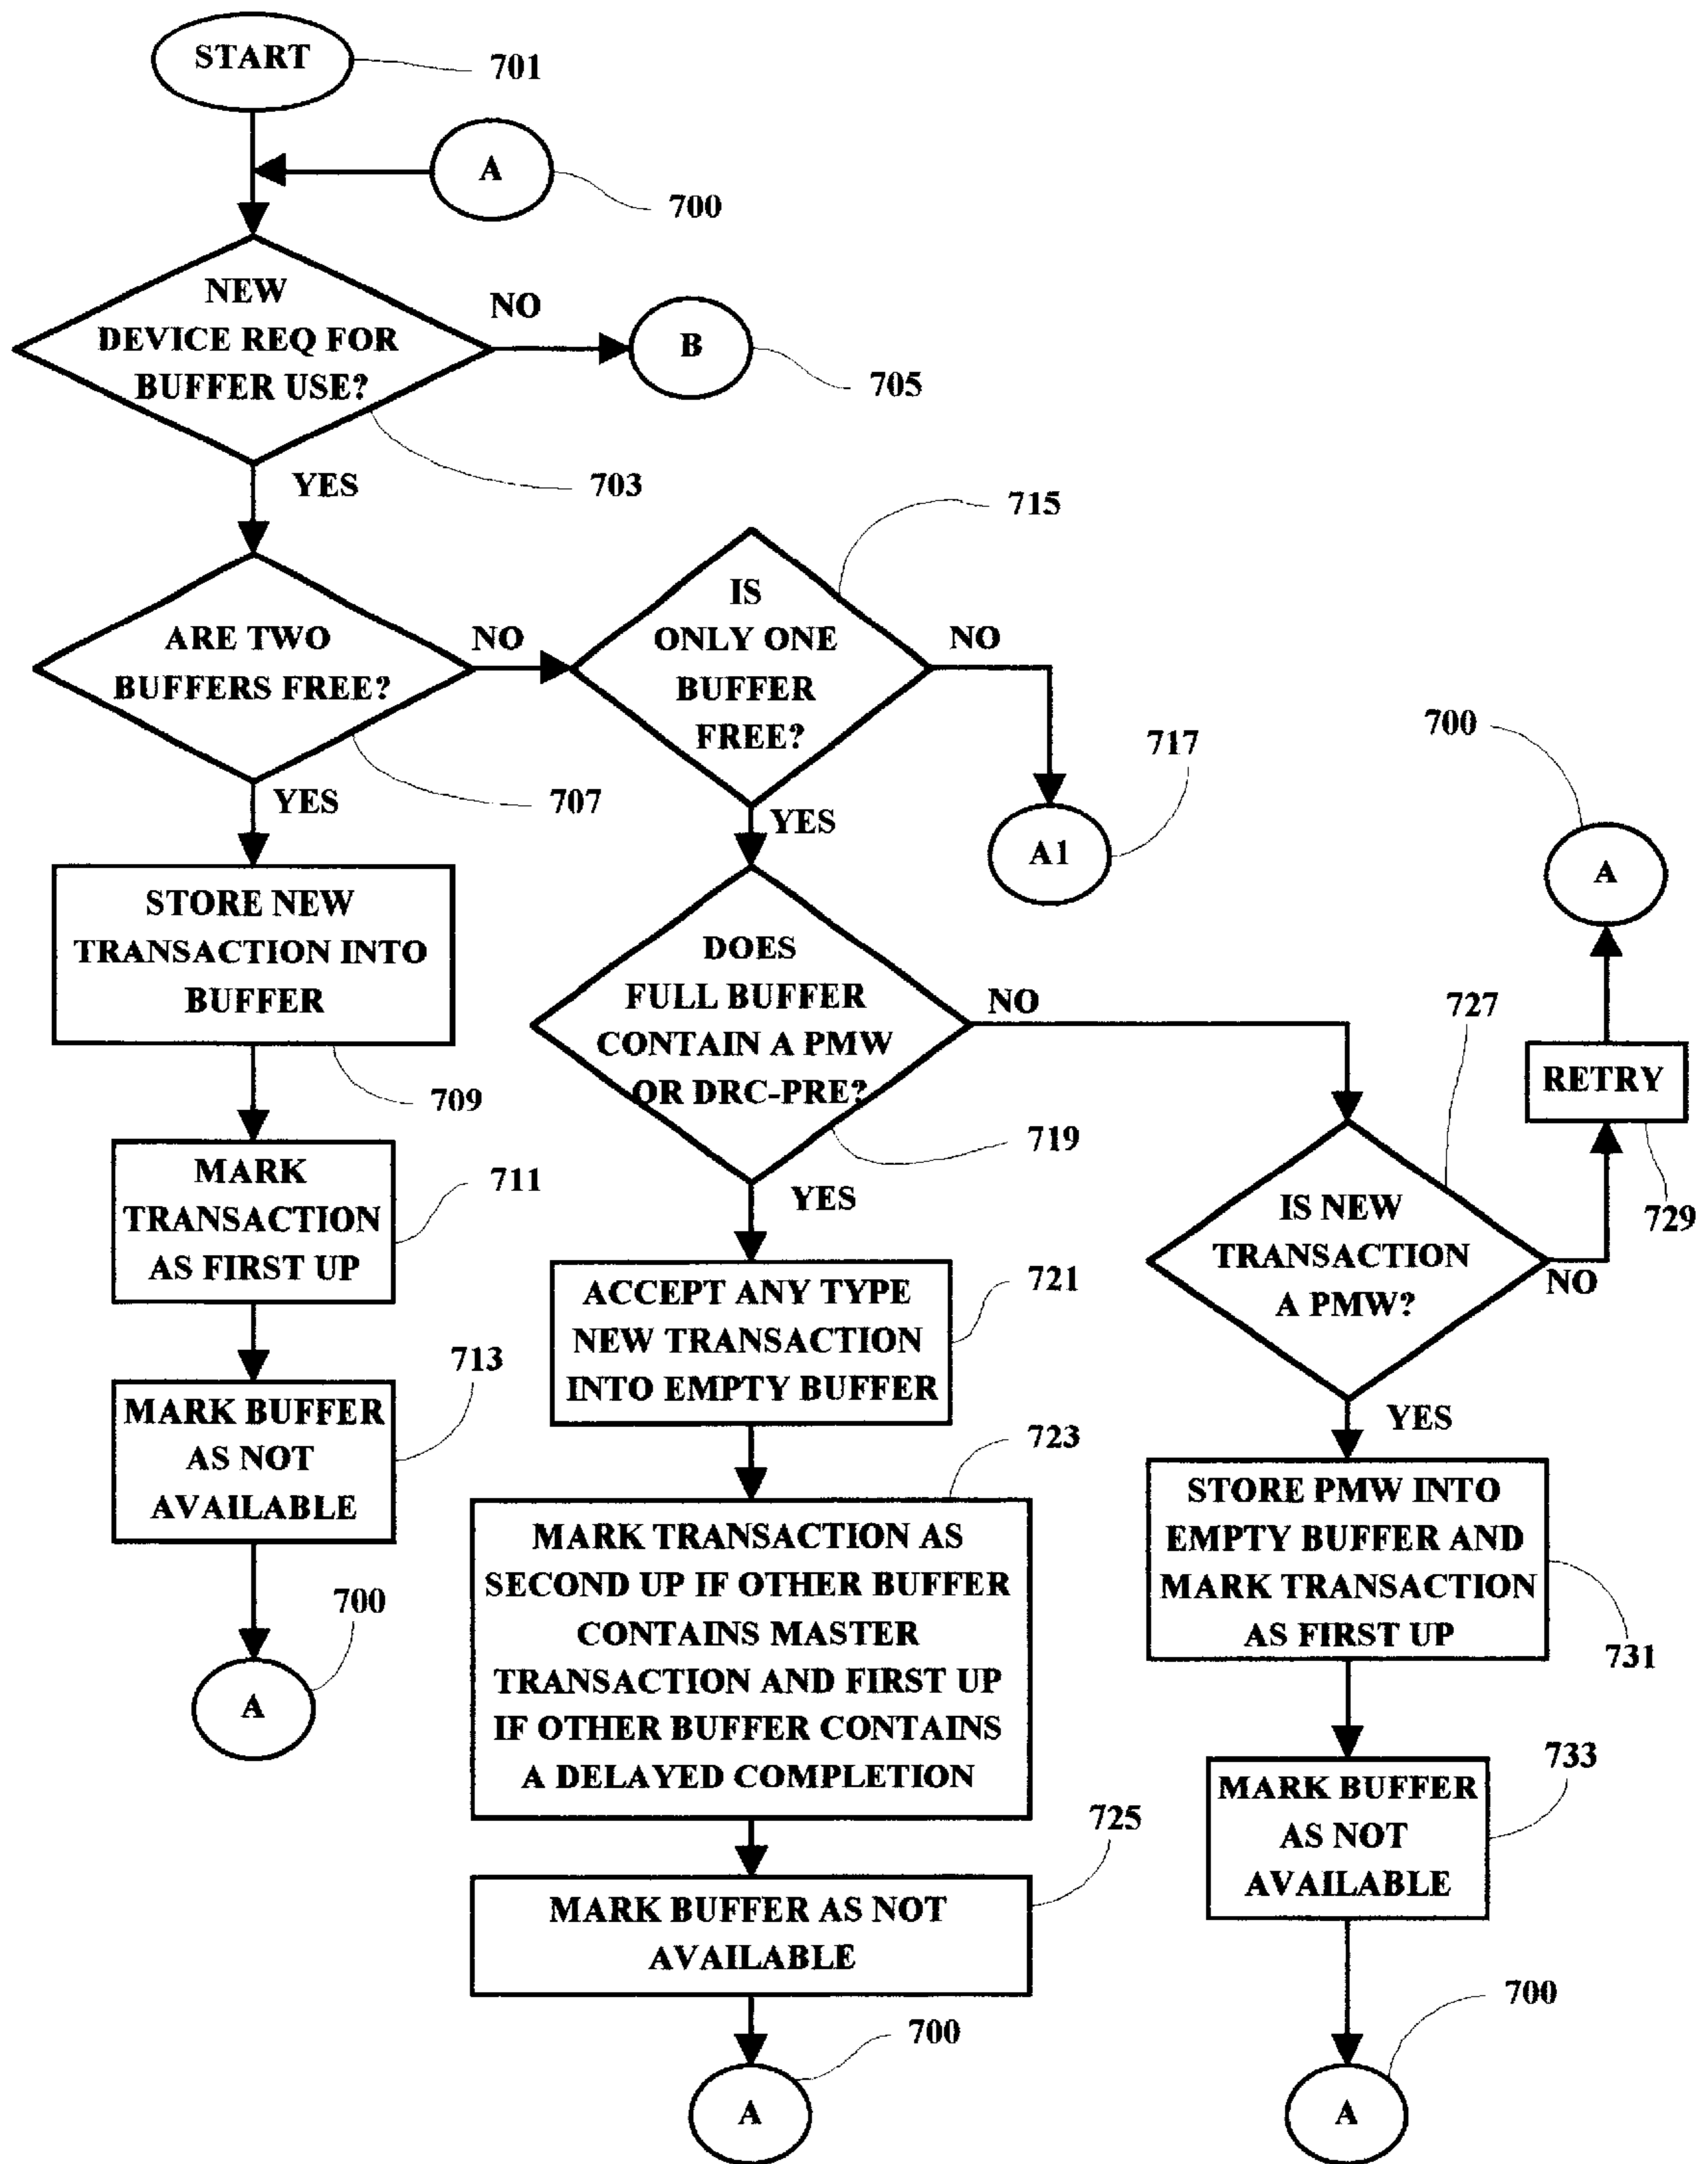 START
701
A
700
NEW
DEVICE REQ FOR
BUFFER USE?
NO
B
705
703
YES
ARE TWO
BUFFERS FREE?
NO
707
YES
715
IS
ONLY ONE
BUFFER
FREE?
NO
717
A1
YES
STORE NEW
TRANSACTION INTO
BUFFER
709
MARK
TRANSACTION
AS FIRST UP
711
MARK BUFFER
AS NOT
AVAILABLE
713
700
A
DOES
FULL BUFFER
CONTAIN A PMW
OR DRC-PRE?
NO
719
YES
ACCEPT ANY TYPE
NEW TRANSACTION
INTO EMPTY BUFFER
721
723
MARK TRANSACTION AS
SECOND UP IF OTHER BUFFER
CONTAINS MASTER
TRANSACTION AND FIRST UP
IF OTHER BUFFER CONTAINS
A DELAYED COMPLETION
725
MARK BUFFER AS NOT
AVAILABLE
700
A
700
A
RETRY
729
727
IS NEW
TRANSACTION
A PMW?
NO
YES
STORE PMW INTO
EMPTY BUFFER AND
MARK TRANSACTION
AS FIRST UP
731
733
MARK BUFFER
AS NOT
AVAILABLE
700
A